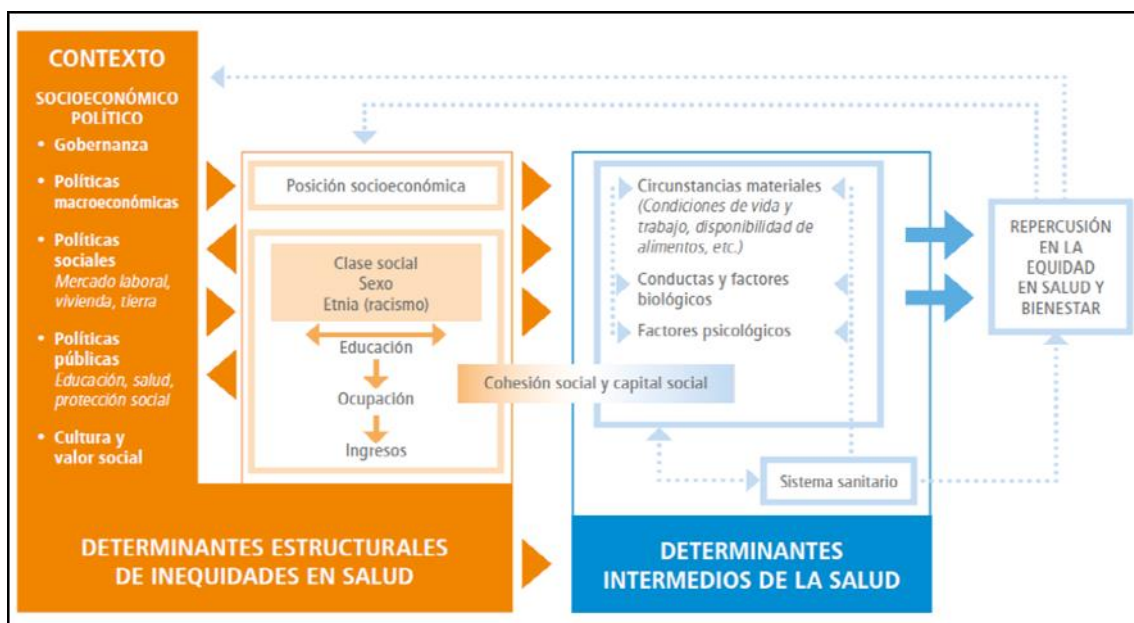 CONTEXTO
SOCIOECONÓMICO
POLÍTICO
• Gobernanza
• Políticas
macroeconómicas
• Políticas
sociales
Mercado laboral,
vivienda, tierra
• Políticas
públicas
Educación, salud,
protección social
• Cultura y
valor social
Posición socioeconómica
Clase social
Sexo
Etnia (racismo)
Educación
Ocupación
Ingresos
Cohesión social y capital social
Circunstancias materiales
(Condiciones de vida y
trabajo, disponibilidad de
alimentos, etc.)
Conductas y factores
biológicos
Factores psicológicos
Sistema sanitario
REPERCUSIÓN
EN LA
EQUIDAD
EN SALUD Y
BIENESTAR
DETERMINANTES ESTRUCTURALES
DE INEQUIDADES EN SALUD
DETERMINANTES
INTERMEDIOS DE LA SALUD